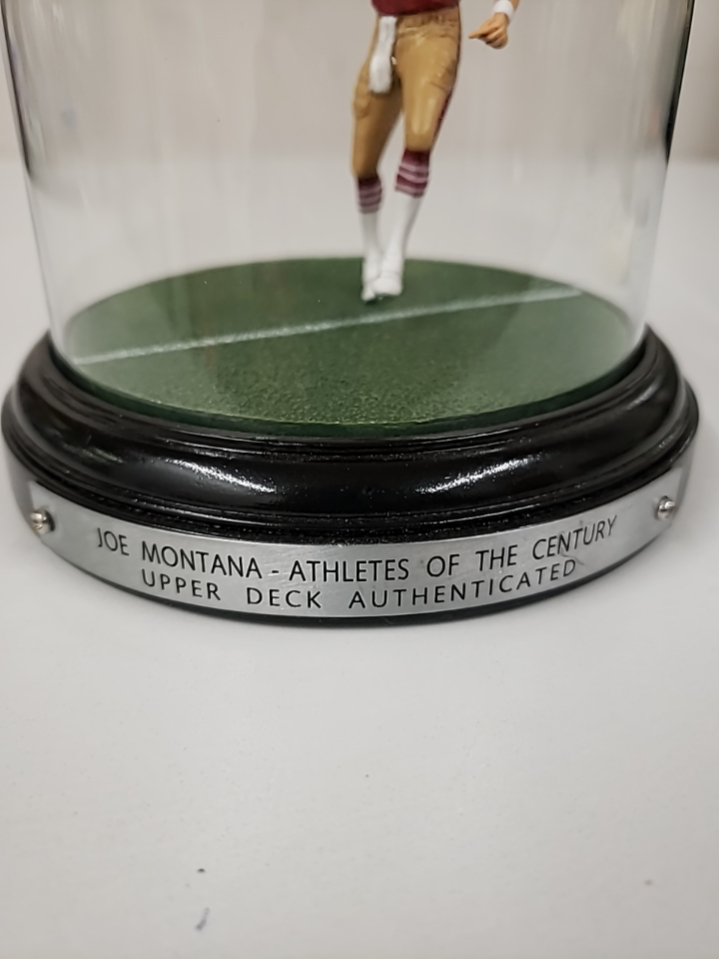 JOE MONTANA - ATHLETES OF THE CENTURY
UPPER DECK AUTHENTICATED